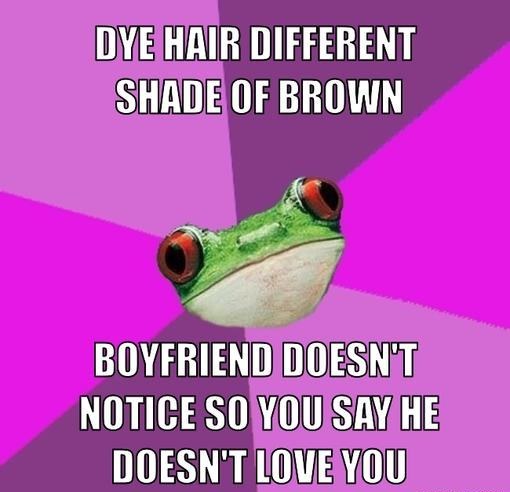 DYE HAIR DIFFERENT
SHADE OF BROWN
BOYFRIEND DOESN'T
NOTICE SO YOU SAY HE
DOESN'T LOVE YOU